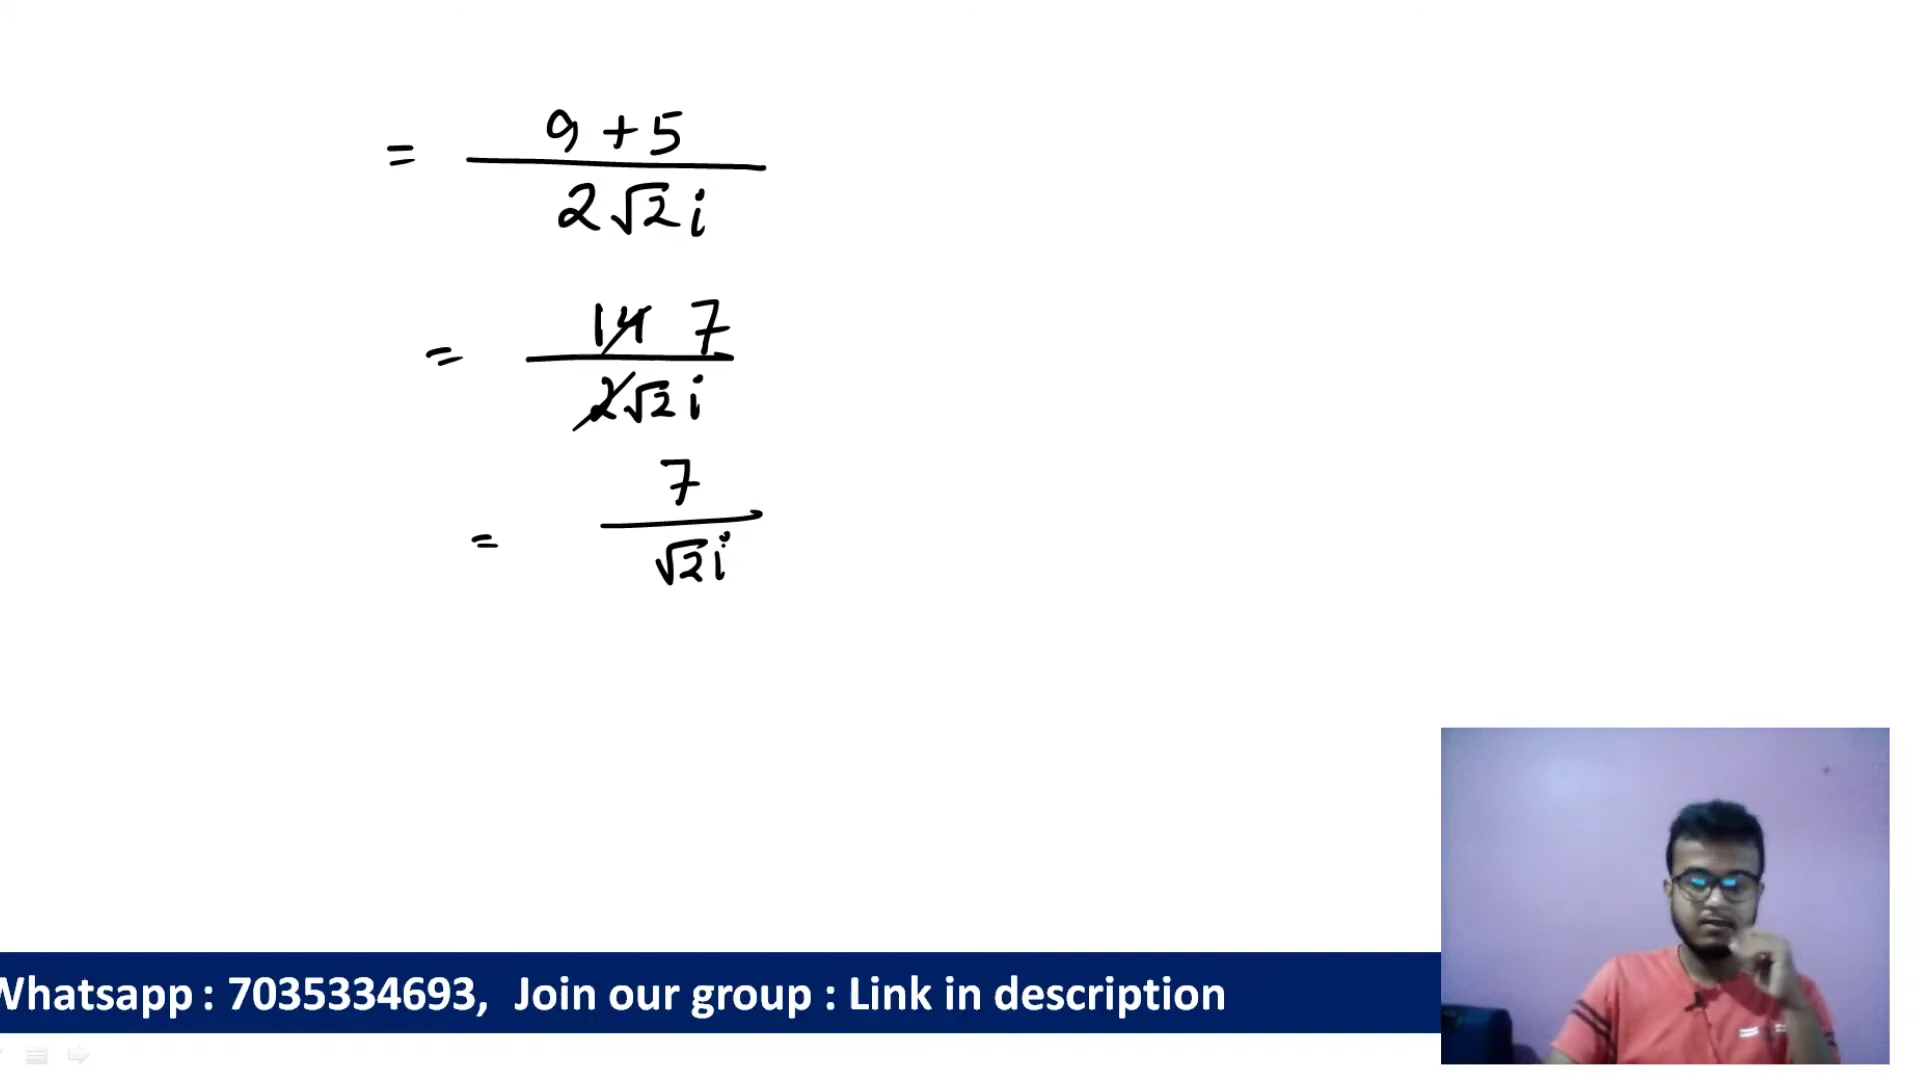 = 9 + 5
2√2i
= 14 7
2√2i
= 7
√2i
Whatsapp : 7035334693, Join our group : Link in description